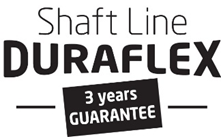 Shaft Line
DURAFLEX
3 years
GUARANTEE